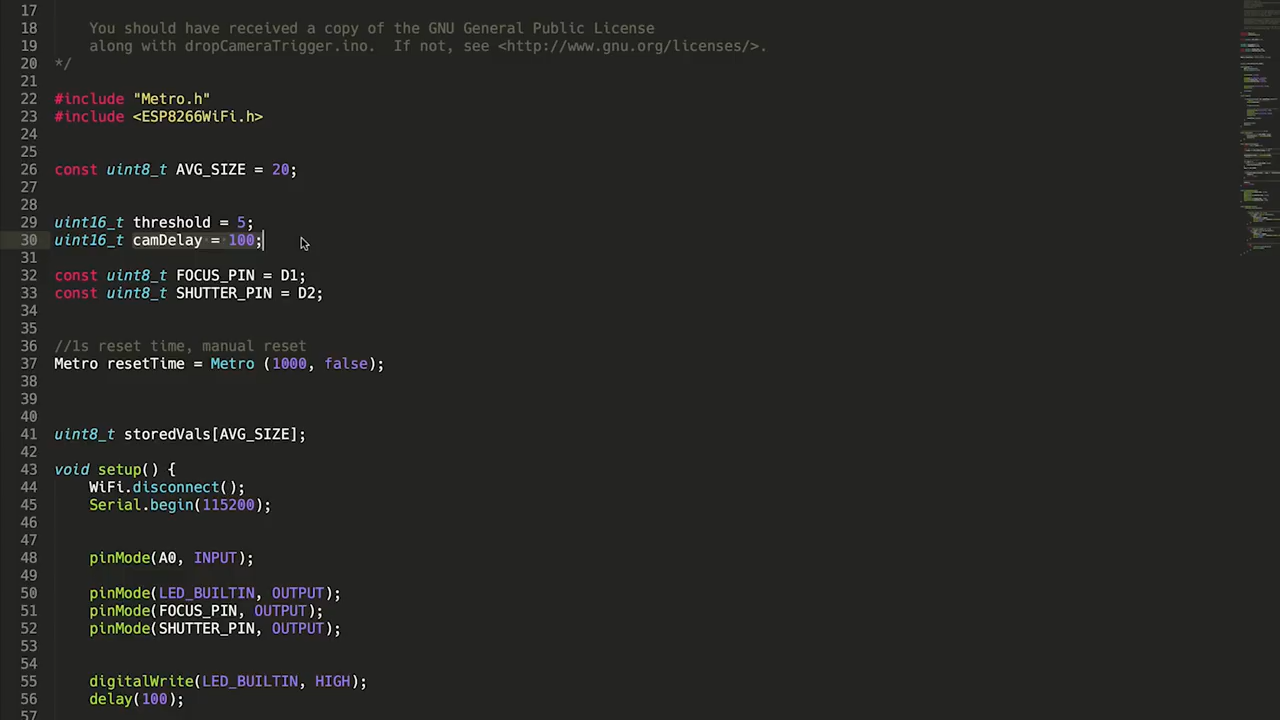 17
18 You should have received a copy of the GNU General Public License
19 along with dropCameraTrigger.ino.  If not, see <http://www.gnu.org/licenses/>.
20 */
21
22 #include "Metro.h"
23 #include <ESP8266WiFi.h>
24
25
26 const uint8_t AVG_SIZE = 20;
27
28
29 uint16_t threshold = 5;
30 uint16_t camDelay = 100;
31
32 const uint8_t FOCUS_PIN = D1;
33 const uint8_t SHUTTER_PIN = D2;
34
35
36 //1s reset time, manual reset
37 Metro resetTime = Metro (1000, false);
38
39
40
41 uint8_t storedVals[AVG_SIZE];
42
43 void setup() {
44 WiFi.disconnect();
45 Serial.begin(115200);
46
47
48 pinMode(A0, INPUT);
49
50 pinMode(LED_BUILTIN, OUTPUT);
51 pinMode(FOCUS_PIN, OUTPUT);
52 pinMode(SHUTTER_PIN, OUTPUT);
53
54
55 digitalWrite(LED_BUILTIN, HIGH);
56 delay(100);
57